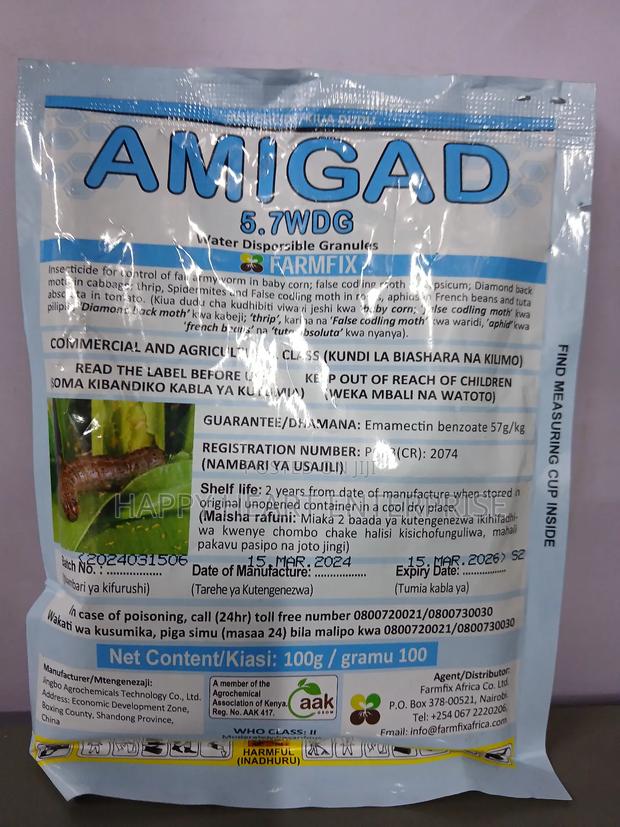 AMIGAD
5.7WDG
Water Dispersible Granules
FARMFIX
Insecticide for control of fall armyworm in baby corn; false codling moth psicum; Diamond back
moth in cabbage; thrip, Spidermites and False codling moth in roses, aphids in French beans and tuta
absoluta in tomato. (Kiua dudu cha kudhibiti viwavi jeshi kwa 'baby corn; false codling moth' kwa
pilipili 'Diamond back moth' kwa kabeji; 'thrip', na 'False codling moth' kwa waridi, 'aphid' kwa
'french beans' na 'tuta absoluta' kwa nyanya).
COMMERCIAL AND AGRICULTURAL CLASS (KUNDI LA BIASHARA NA KILIMO)
READ THE LABEL BEFORE KEEP OUT OF REACH OF CHILDREN
(SOMA KIBANDIKO KABLA YA KUTUMIA) (WEKA MBALI NA WATOTO)
FIND MEASURING CUP INSIDE
GUARANTEE/DHAMANA: Emamectin benzoate 57g/kg
REGISTRATION NUMBER: (CR): 2074
(NAMBARI YA USAJILI)
HAPPY HEART ENTERPRISE
Shelf life: 2 years from date of manufacture when stored in
original unopened container in a cool dry place.
(Maisha rafuni: Miaka 2 baada ya kutengenezwa ikihifadhi-
wa kwenye chombo chake halisi kisichofunguliwa, mahali
pakavu pasipo na joto jingi)
2024031506 15.MAR.2024 15.MAR.2026
Batch No. : ................ Date of Manufacture: ............... Expiry Date: ..............
(Nambari ya kifurushi) (Tarehe ya Kutengenezwa) (Tumia kabla ya)
In case of poisoning, call (24hr) toll free number 0800720021/0800730030
Wakati wa kusumika, piga simu (masaa 24) bila malipo kwa 0800720021/0800730030
Net Content/Kiasi: 100g / gramu 100
Manufacturer/Mtengenezaji:
Jingbo Agrochemicals Technology Co., Ltd.
Address: Economic Development Zone,
Boxing County, Shandong Province,
China
A member of the
Agrochemical
Association of Kenya.
Reg. No. AAK 417.
aak
GROW
Agent/Distributor:
Farmfix Africa Co. Ltd.
P.O. Box 378-00521, Nairobi.
Tel: +254 067 2220206,
Email: info@farmfixafrica.com
WHO CLASS: II
HARMFUL
(INADHURU)